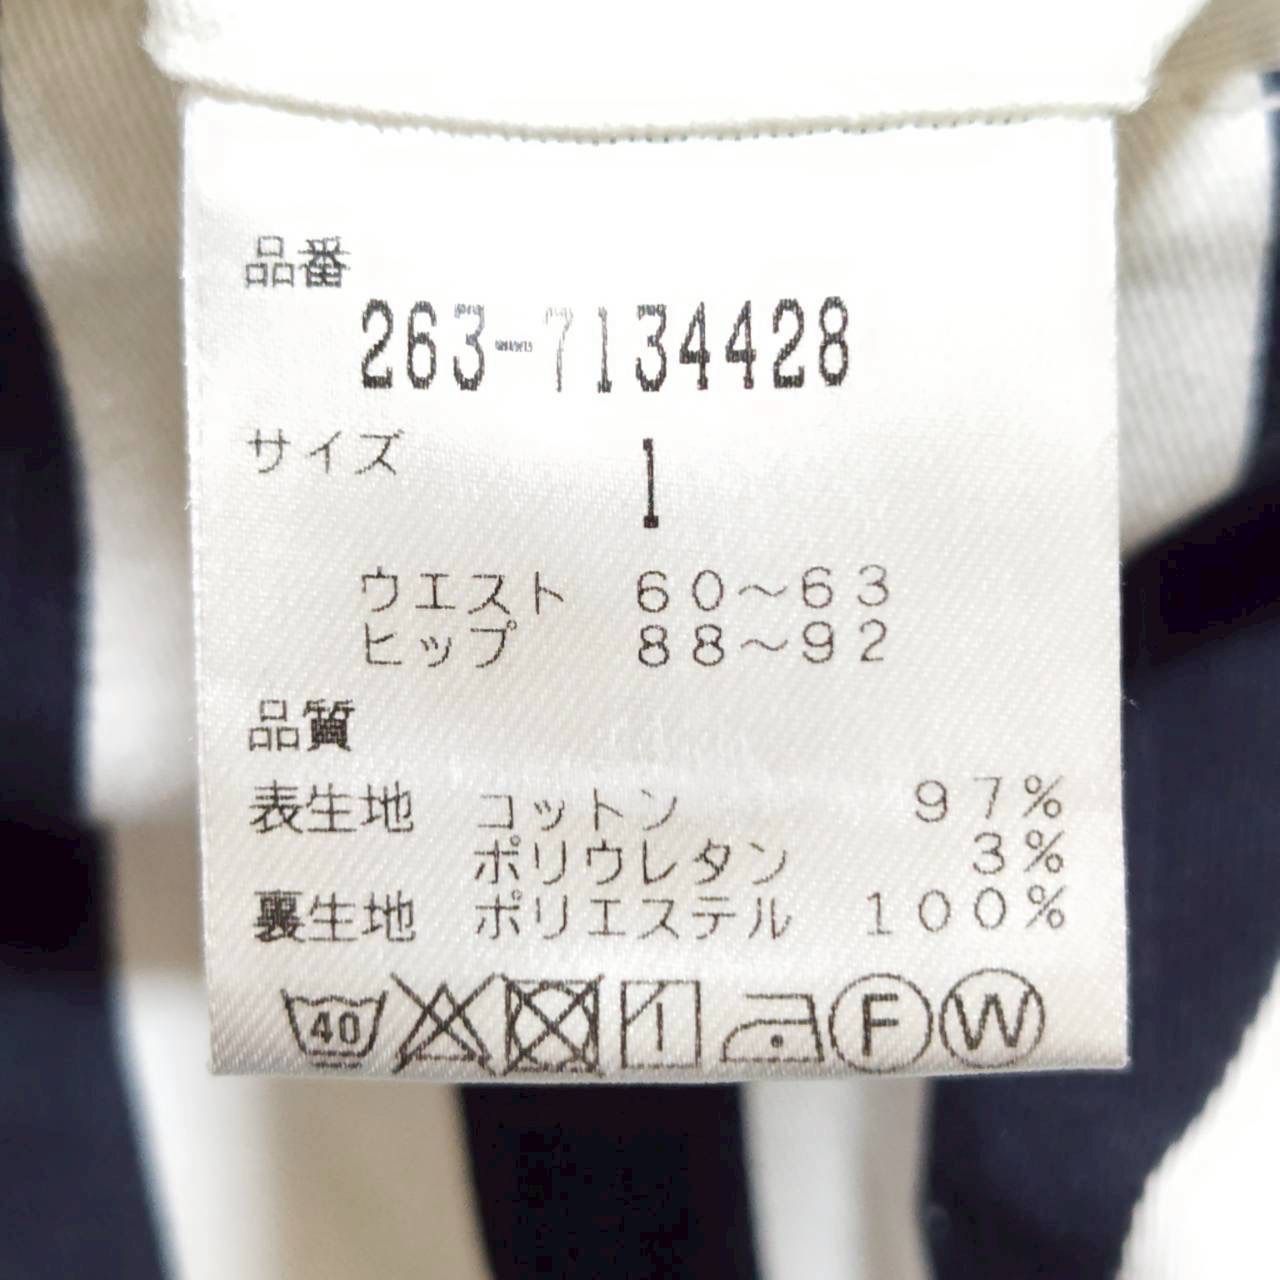 品番
263-7134428
サイズ 1
ウエスト 60～63
ヒップ 88～92
品質
表生地 コットン 97%
ポリウレタン 3%
裏生地 ポリエステル 100%
40 F W